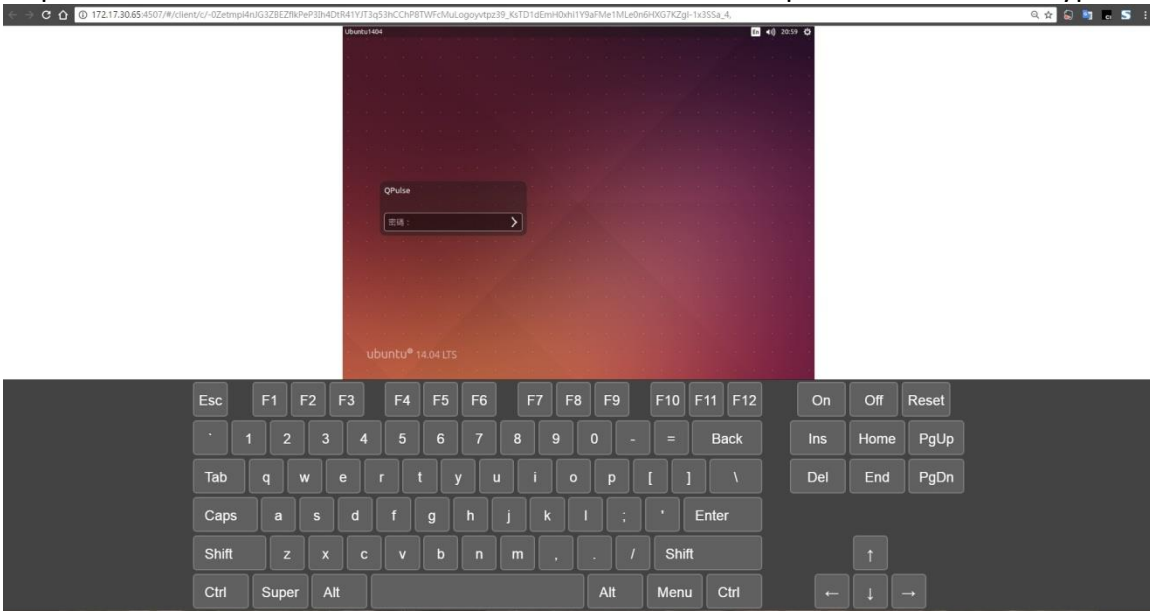 172.17.30.65:4507/#/client/c/-0Zetmpl4nJG3Z8EZflkPeP3Ih4DtR41YJT3q53hCChP8TWFcMuLogoyvtpz39_KsTD1dEmH0xhi1Y9aFMe1MLe0n6HXG7KZgI-1x3SSa_4,
Ubuntu1404 En 20:59
QPulse
密碼：
ubuntu® 14.04 LTS
Esc F1 F2 F3 F4 F5 F6 F7 F8 F9 F10 F11 F12 On Off Reset
` 1 2 3 4 5 6 7 8 9 0 - = Back Ins Home PgUp
Tab q w e r t y u i o p [ ] \ Del End PgDn
Caps a s d f g h j k l ; ' Enter
Shift z x c v b n m , . / Shift ↑
Ctrl Super Alt Alt Menu Ctrl ← ↓ →